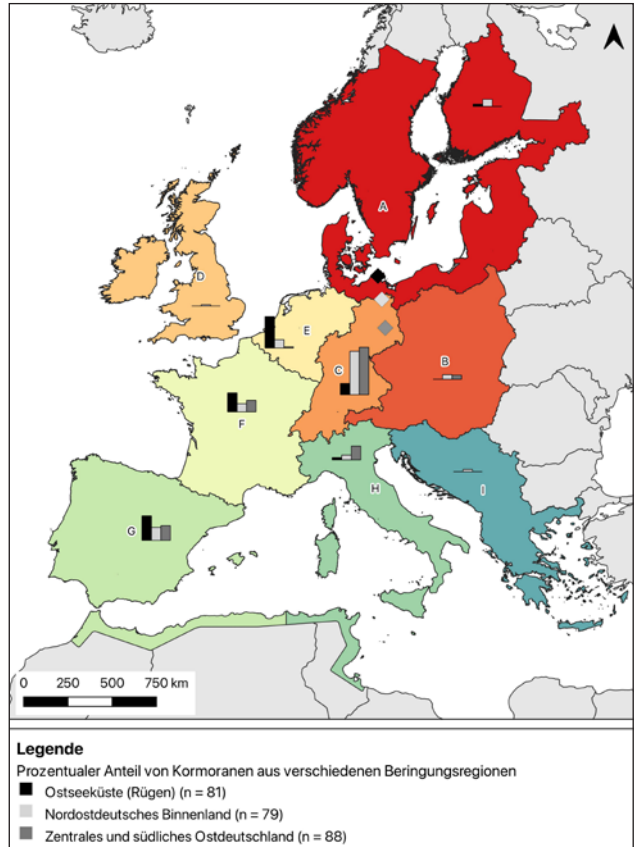 A
D
E
B
C
F
H
I
G
0 250 500 750 km
Legende
Prozentualer Anteil von Kormoranen aus verschiedenen Beringungsregionen
Ostseeküste (Rügen) (n = 81)
Nordostdeutsches Binnenland (n = 79)
Zentrales und südliches Ostdeutschland (n = 88)